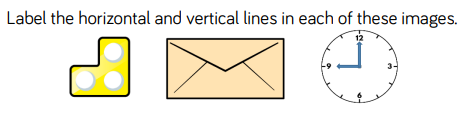 Label the horizontal and vertical lines in each of these images.
12
9 3
6